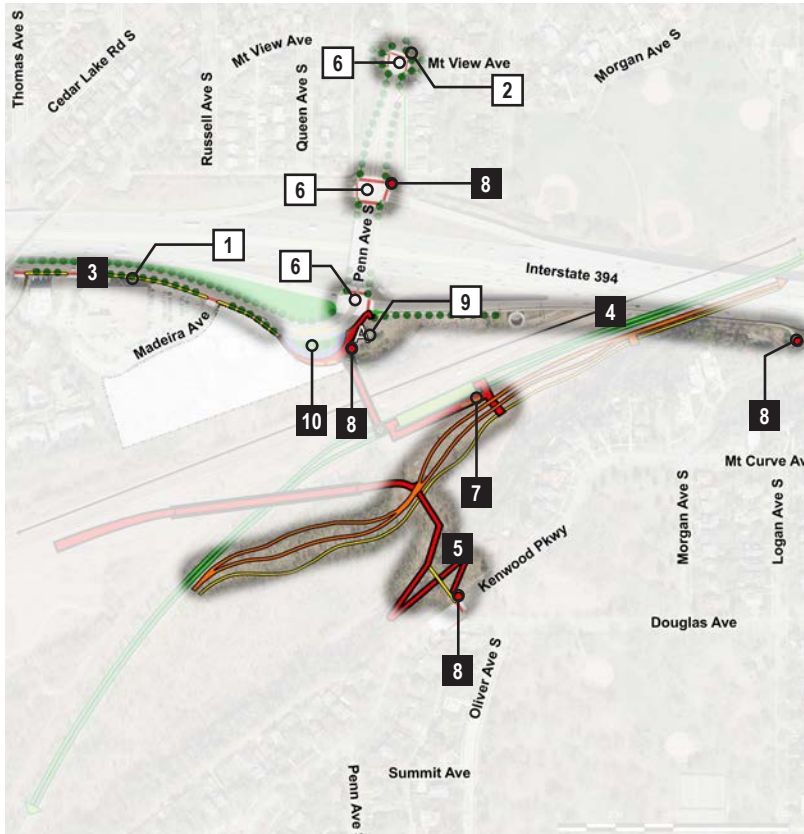 Thomas Ave S
Cedar Lake Rd S
Mt View Ave
Russell Ave S
Queen Ave S
6
Mt View Ave
2
Morgan Ave S
6
8
Penn Ave S
1
3
6
9
Interstate 394
4
Madeira Ave
A
10
8
7
8
Mt Curve Av
Morgan Ave S
Logan Ave S
5
Kenwood Pkwy
8
Douglas Ave
Oliver Ave S
Penn Ave S
Summit Ave